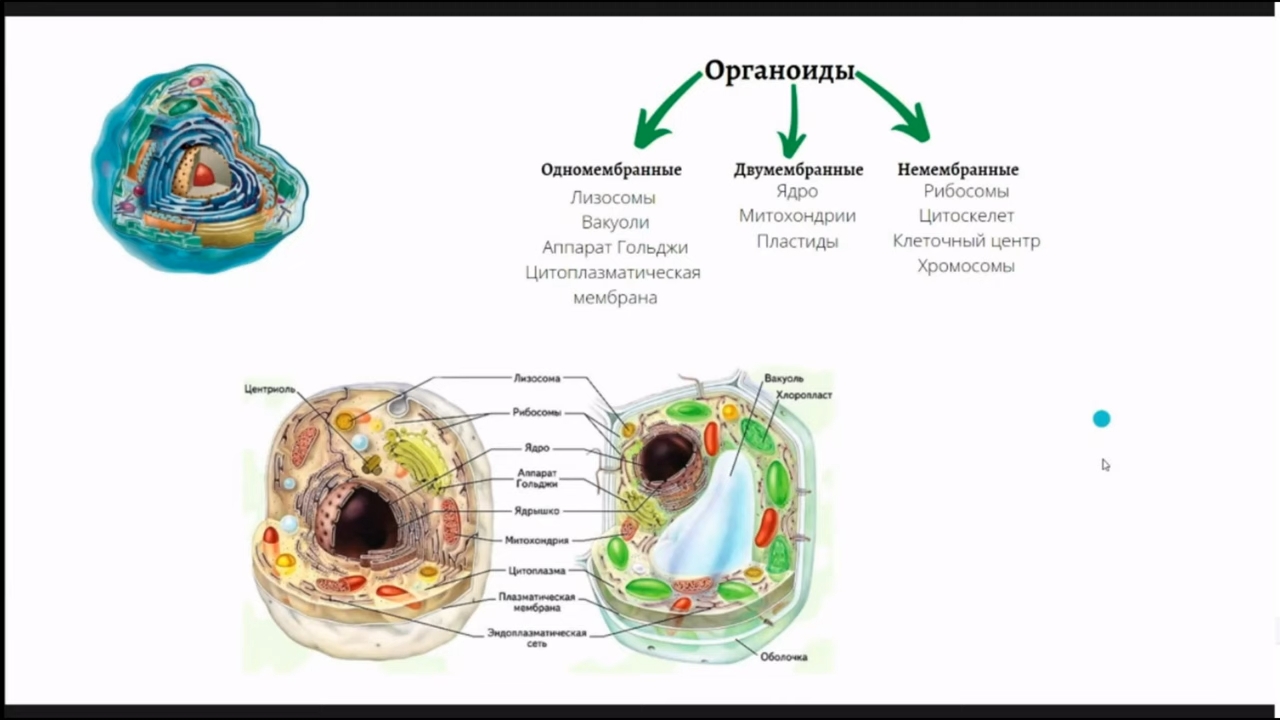 Органоиды
Одномембранные
Лизосомы
Вакуоли
Аппарат Гольджи
Цитоплазматическая
мембрана
Двумембранные
Ядро
Митохондрии
Пластиды
Немембранные
Рибосомы
Цитоскелет
Клеточный центр
Хромосомы
Центриоль
Лизосома
Рибосомы
Ядро
Аппарат
Гольджи
Ядрышко
Митохондрия
Цитоплазма
Плазматическая
мембрана
Эндоплазматическая
сеть
Вакуоль
Хлоропласт
Оболочка